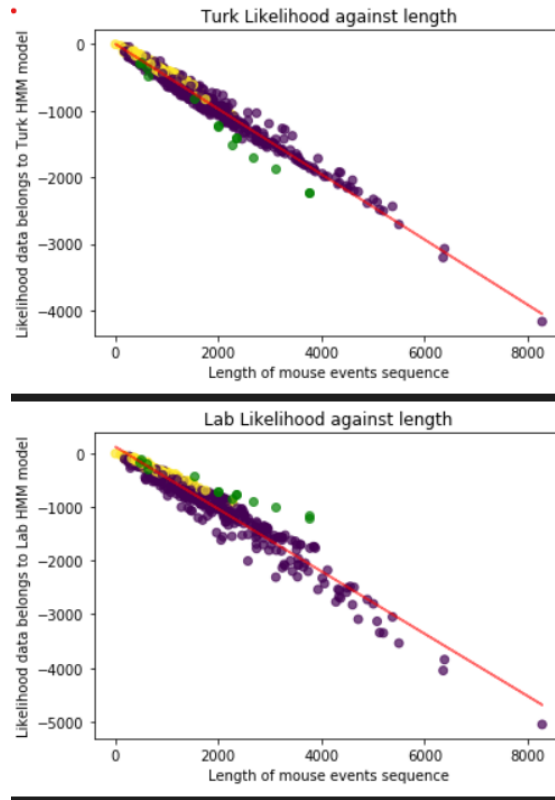 Turk Likelihood against length
Likelihood data belongs to Turk HMM model
0
−1000
−2000
−3000
−4000
0 2000 4000 6000 8000
Length of mouse events sequence
Lab Likelihood against length
Likelihood data belongs to Lab HMM model
0
−1000
−2000
−3000
−4000
−5000
0 2000 4000 6000 8000
Length of mouse events sequence